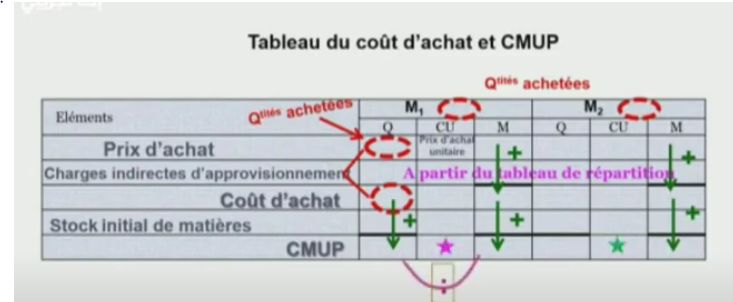 Tableau du coût d'achat et CMUP
Qtités achetées
Eléments
Qtités achetées
M1
M2
Q
CU
M
Q
CU
M
Prix d'achat
Prix d'achat
unitaire
+
+
Charges indirectes d'approvisionnement
A partir du tableau de répartition
Coût d'achat
Stock initial de matières
+
+
+
CMUP
: